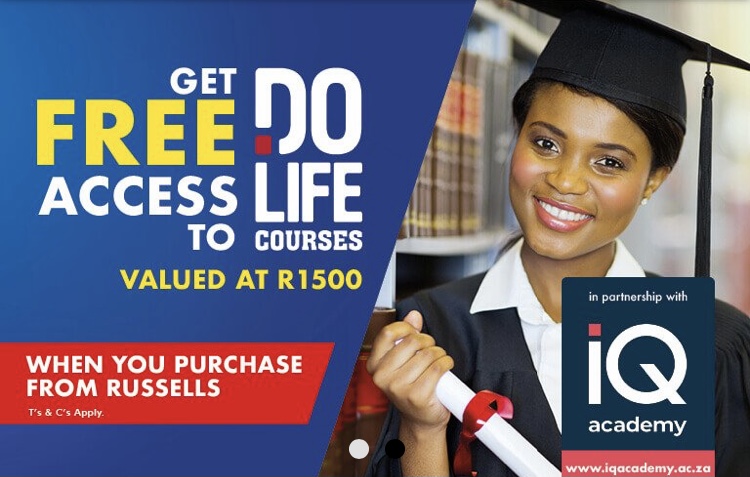 GET
FREE
ACCESS
TO
DO
LIFE
COURSES
VALUED AT R1500
WHEN YOU PURCHASE
FROM RUSSELLS
T's & C's Apply.
in partnership with
iQ
academy
www.iqacademy.ac.za